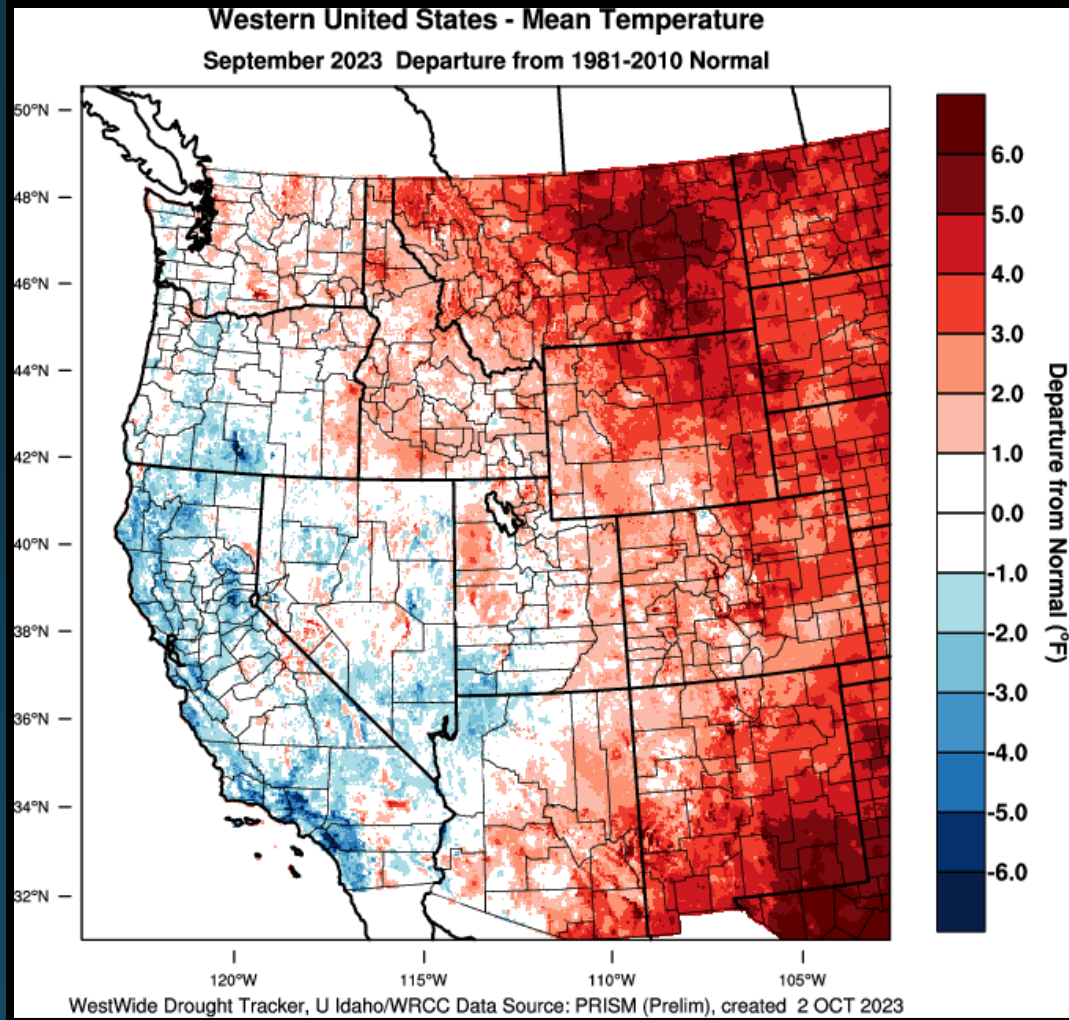 Western United States - Mean Temperature
September 2023  Departure from 1981-2010 Normal
50°N
48°N
46°N
44°N
42°N
40°N
38°N
36°N
34°N
32°N
120°W
115°W
110°W
105°W
6.0
5.0
4.0
3.0
2.0
1.0
0.0
-1.0
-2.0
-3.0
-4.0
-5.0
-6.0
Departure from Normal (°F)
WestWide Drought Tracker, U Idaho/WRCC Data Source: PRISM (Prelim), created  2 OCT 2023